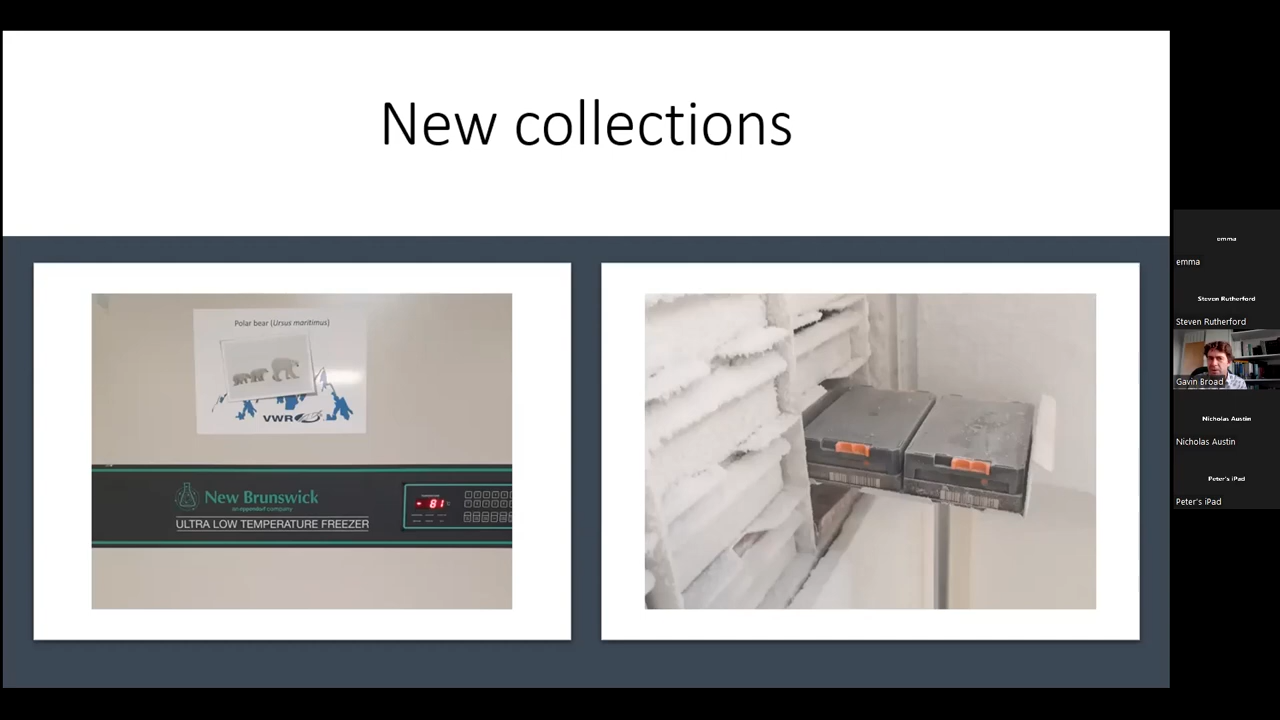 New collections
Polar bear (Ursus maritimus)
VWR
New Brunswick
an eppendorf company
ULTRA LOW TEMPERATURE FREEZER
- 81
emma
emma
Steven Rutherford
Steven Rutherford
Gavin Broad
Nicholas Austin
Nicholas Austin
Peter's iPad
Peter's iPad